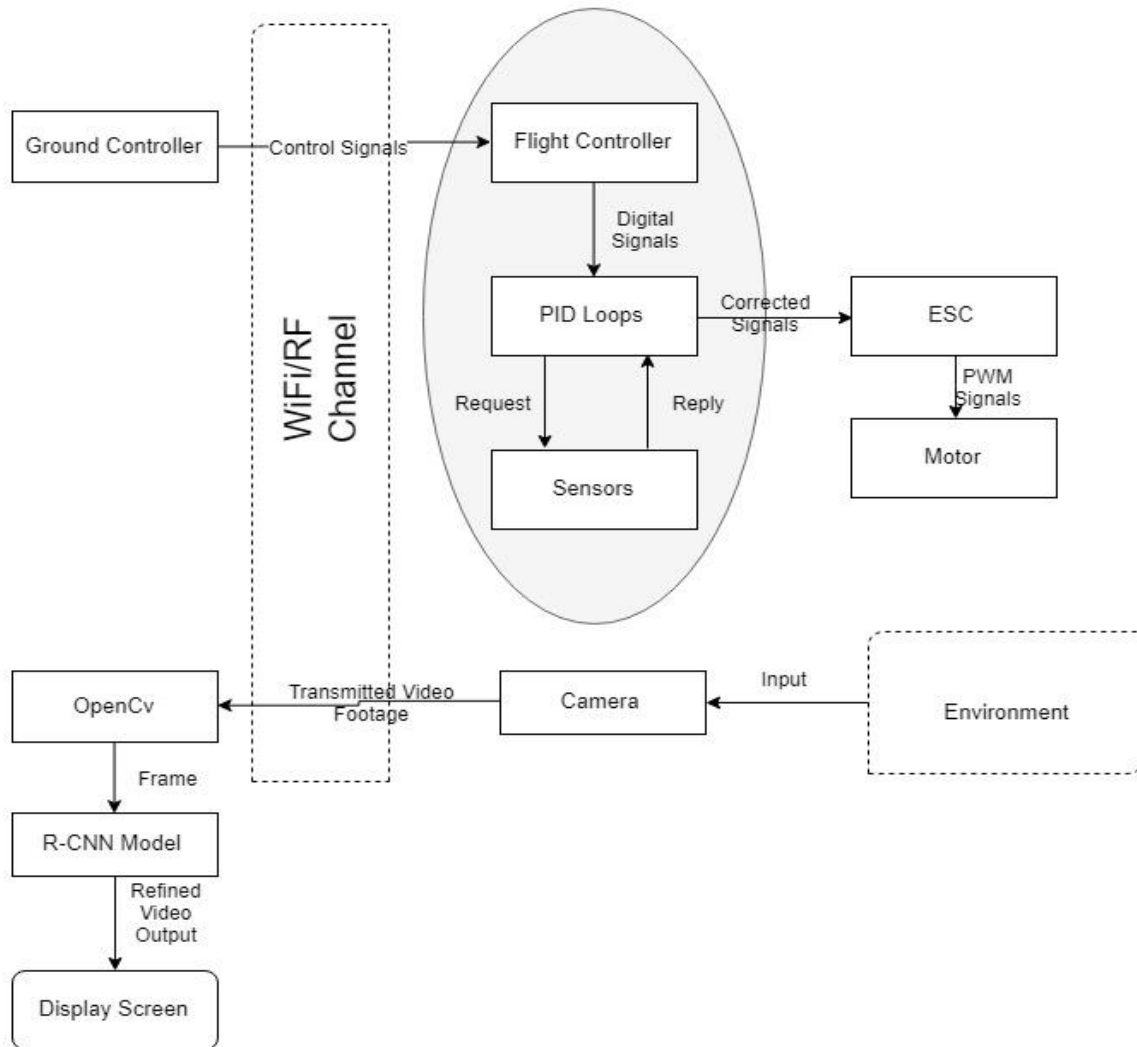 Ground Controller
Control Signals
Flight Controller
Digital
Signals
WiFi/RF
Channel
PID Loops
Corrected
Signals
ESC
PWM
Signals
Request
Reply
Sensors
Motor
OpenCv
Transmitted Video
Footage
Camera
Input
Environment
Frame
R-CNN Model
Refined
Video
Output
Display Screen